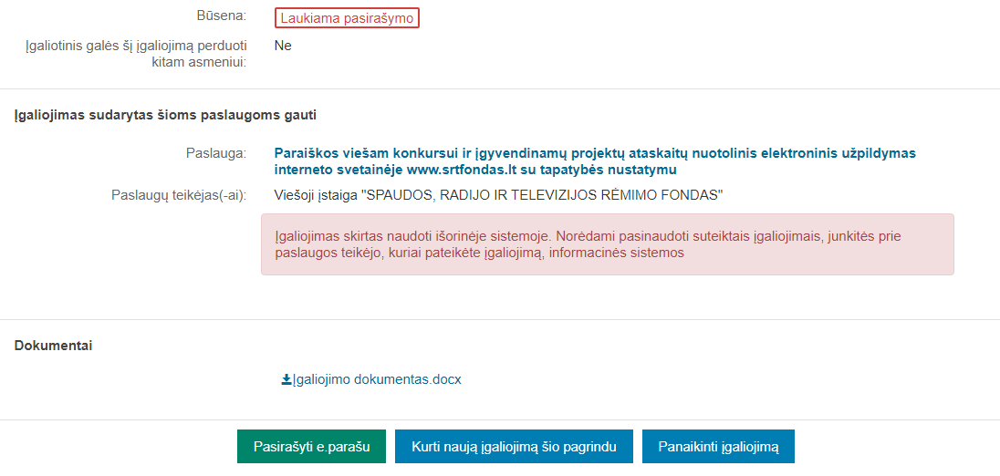 Būsena: Laukiama pasirašymo
Įgaliotinis galės šį įgaliojimą perduoti
kitam asmeniui: Ne
Įgaliojimas sudarytas šioms paslaugoms gauti
Paslauga: Paraiškos viešam konkursui ir įgyvendinamų projektų ataskaitų nuotolinis elektroninis užpildymas
interneto svetainėje www.srtfondas.lt su tapatybės nustatymu
Paslaugų teikėjas(-ai): Viešoji įstaiga "SPAUDOS, RADIJO IR TELEVIZIJOS RĖMIMO FONDAS"
Įgaliojimas skirtas naudoti išorinėje sistemoje. Norėdami pasinaudoti suteiktais įgaliojimais, junkitės prie
paslaugos teikėjo, kuriai pateikėte įgaliojimą, informacinės sistemos
Dokumentai
Įgaliojimo dokumentas.docx
Pasirašyti e.parašu Kurti naują įgaliojimą šio pagrindu Panaikinti įgaliojimą